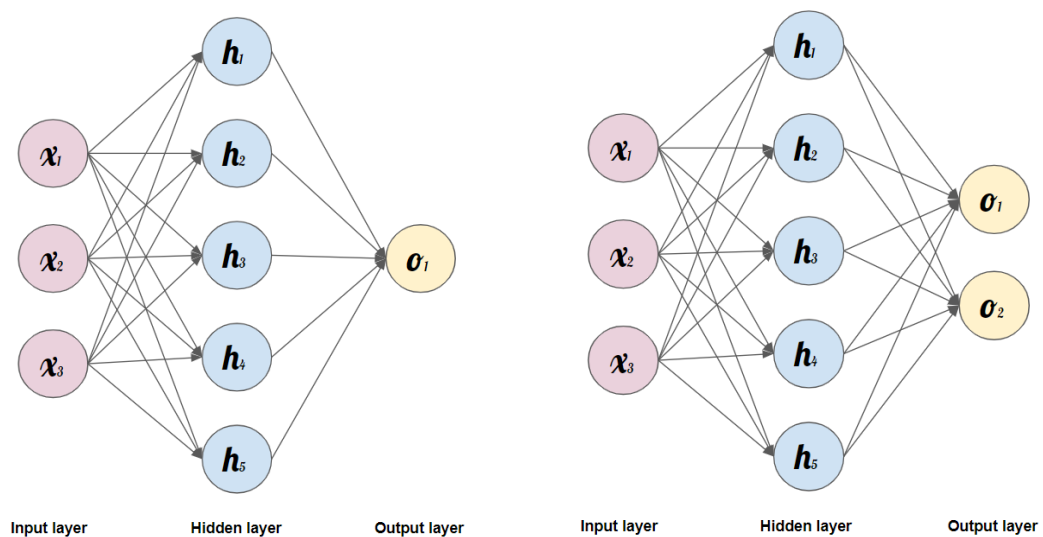 h1
h1
x1
h2
x1
h2
o1
x2
h3
o1
x2
h3
o2
x3
h4
x3
h4
h5
h5
Input layer
Hidden layer
Output layer
Input layer
Hidden layer
Output layer